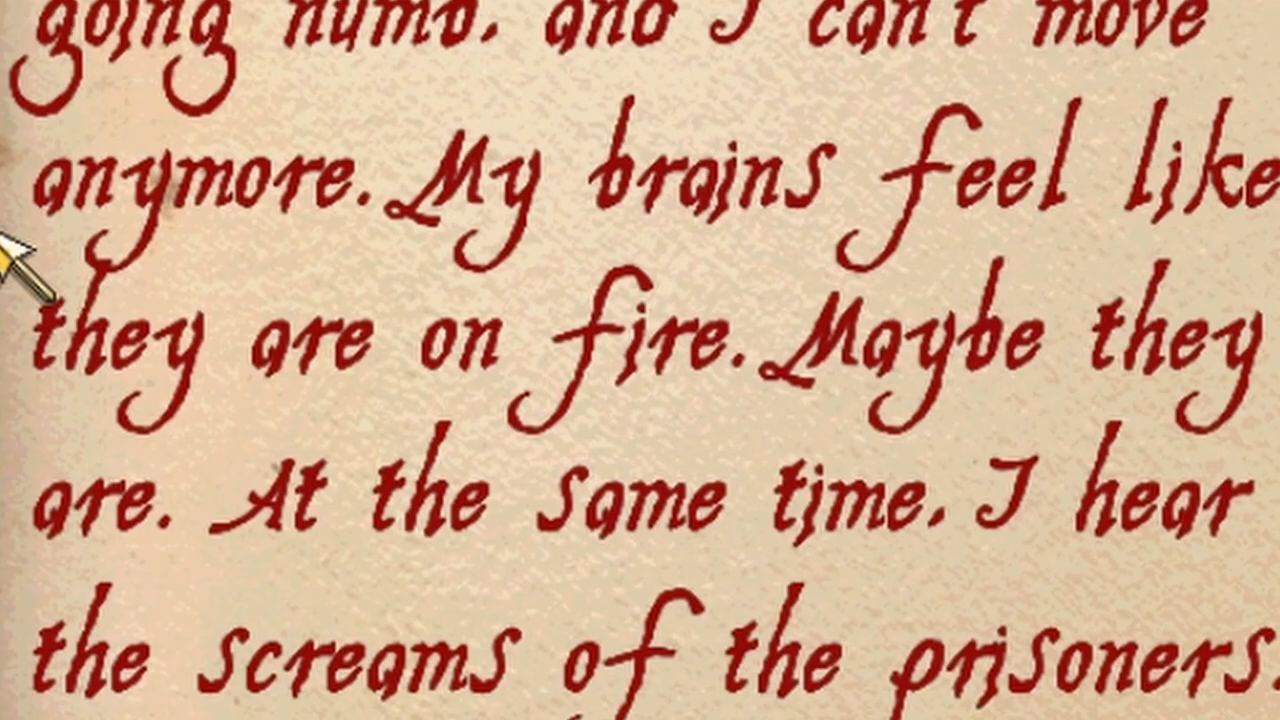 going numb, and I can't move
anymore. My brains feel like
they are on fire. Maybe they
are. At the same time, I hear
the screams of the prisoners.